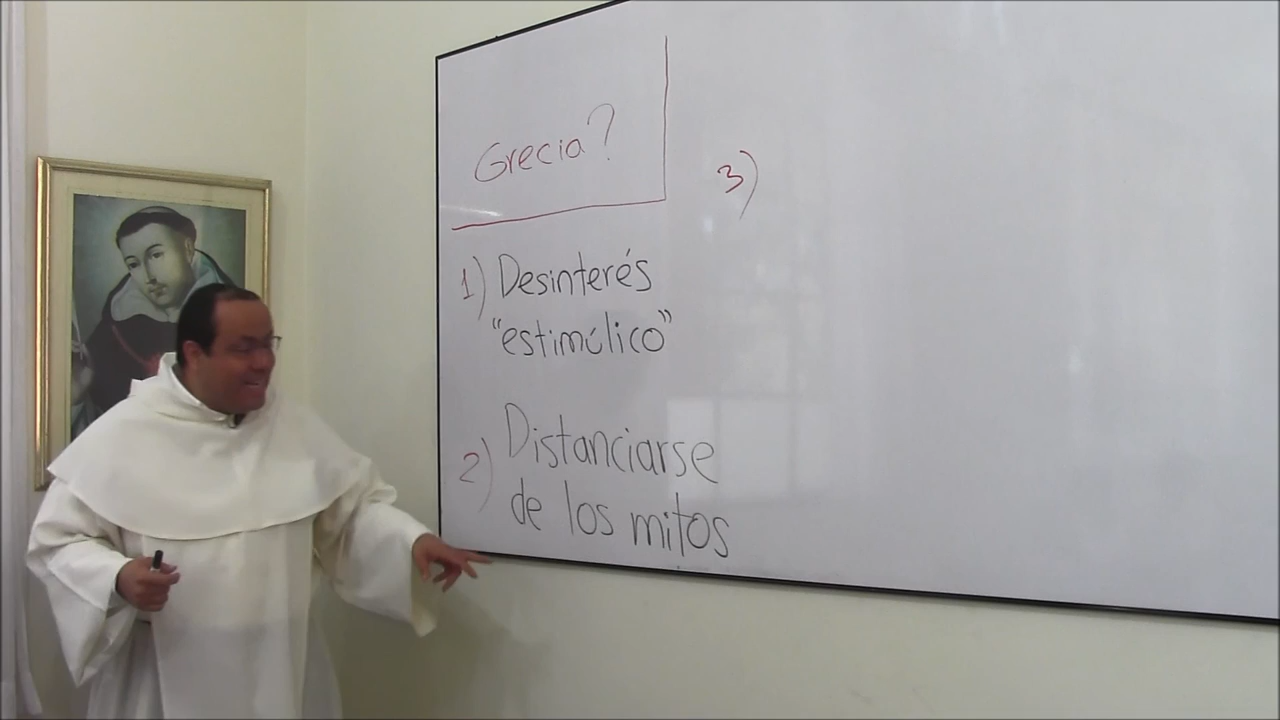 Grecia?
1) Desinterés
"estimúlico"
2) Distanciarse
de los mitos
3)